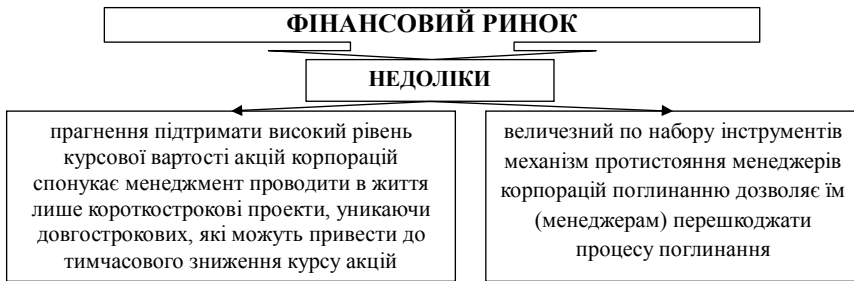 ФІНАНСОВИЙ РИНОК
НЕДОЛІКИ
прагнення підтримати високий рівень
курсової вартості акцій корпорацій
спонукає менеджмент проводити в життя
лише короткострокові проекти, уникаючи
довгострокових, які можуть привести до
тимчасового зниження курсу акцій
величезний по набору інструментів
механізм протистояння менеджерів
корпорацій поглинанню дозволяє їм
(менеджерам) перешкоджати
процесу поглинання